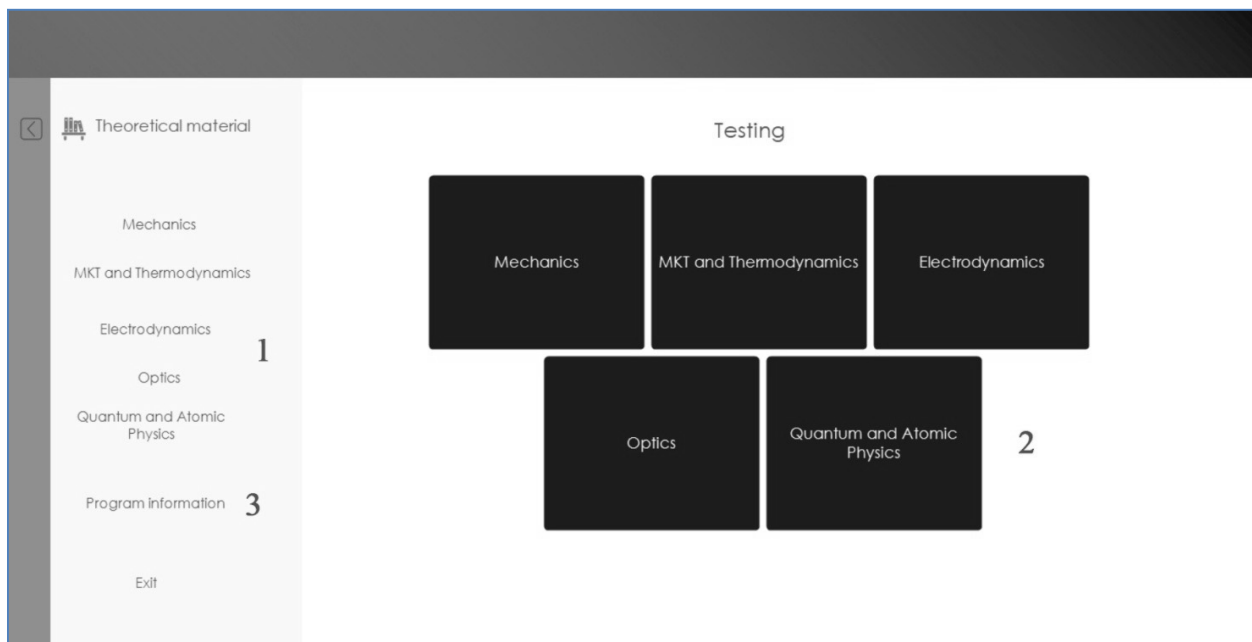 Theoretical material
Mechanics
MKT and Thermodynamics
Electrodynamics
1
Optics
Quantum and Atomic
Physics
Program information 3
Exit
Testing
Mechanics
MKT and Thermodynamics
Electrodynamics
Optics
Quantum and Atomic
Physics
2